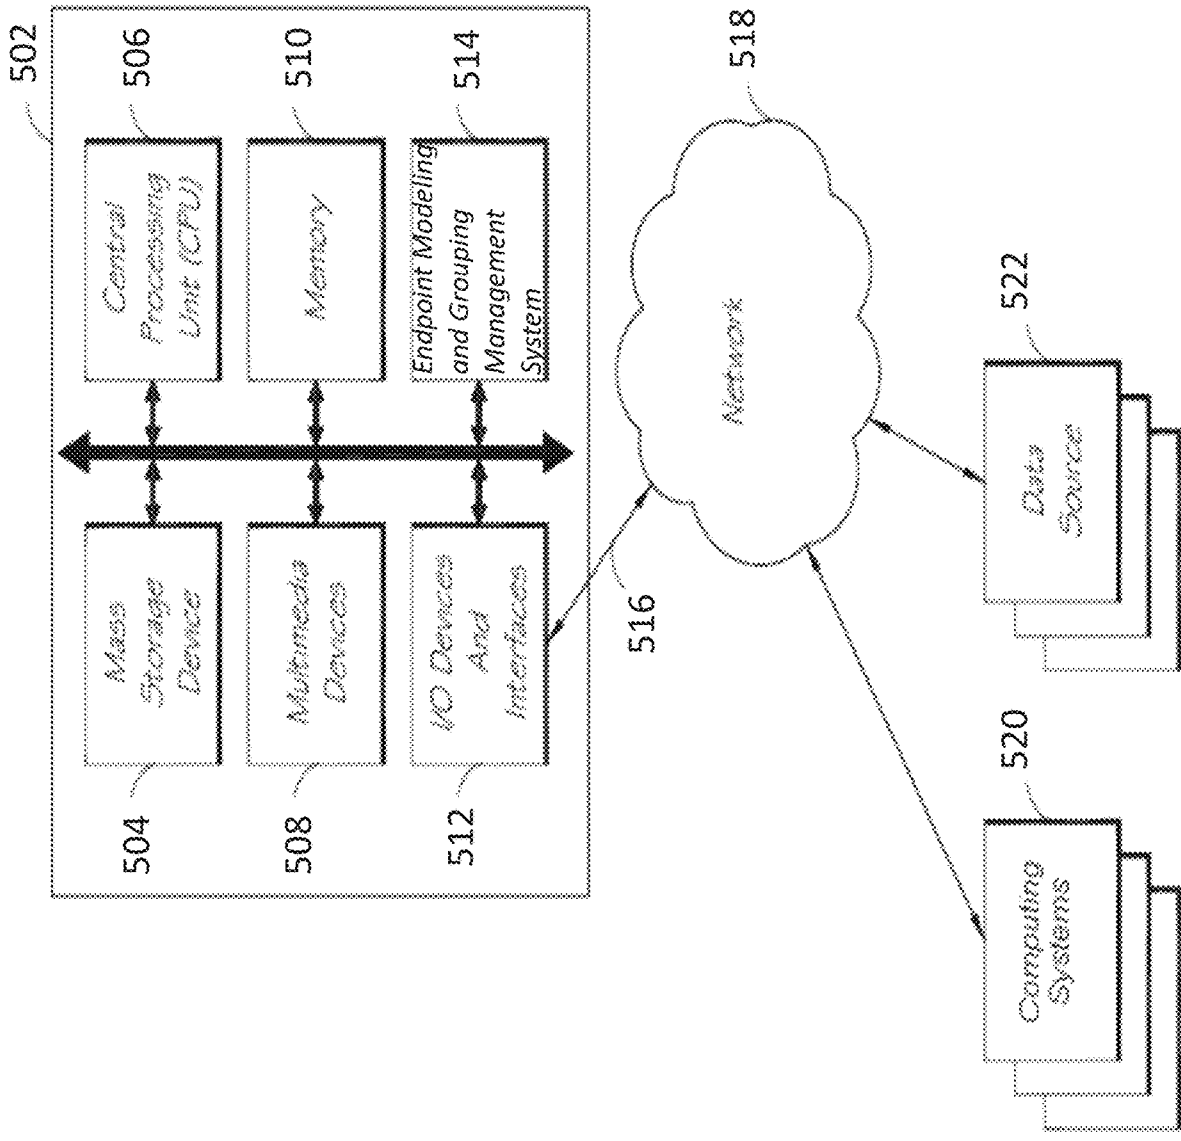 502
506
Central
Processing
Unit (CPU)
510
Memory
514
Endpoint Modeling
and Grouping
Management
System
504
Mass
Storage
Device
508
Multimedia
Devices
512
I/O Devices
And
Interfaces
516
518
Network
520
Computing
Systems
522
Data
Source